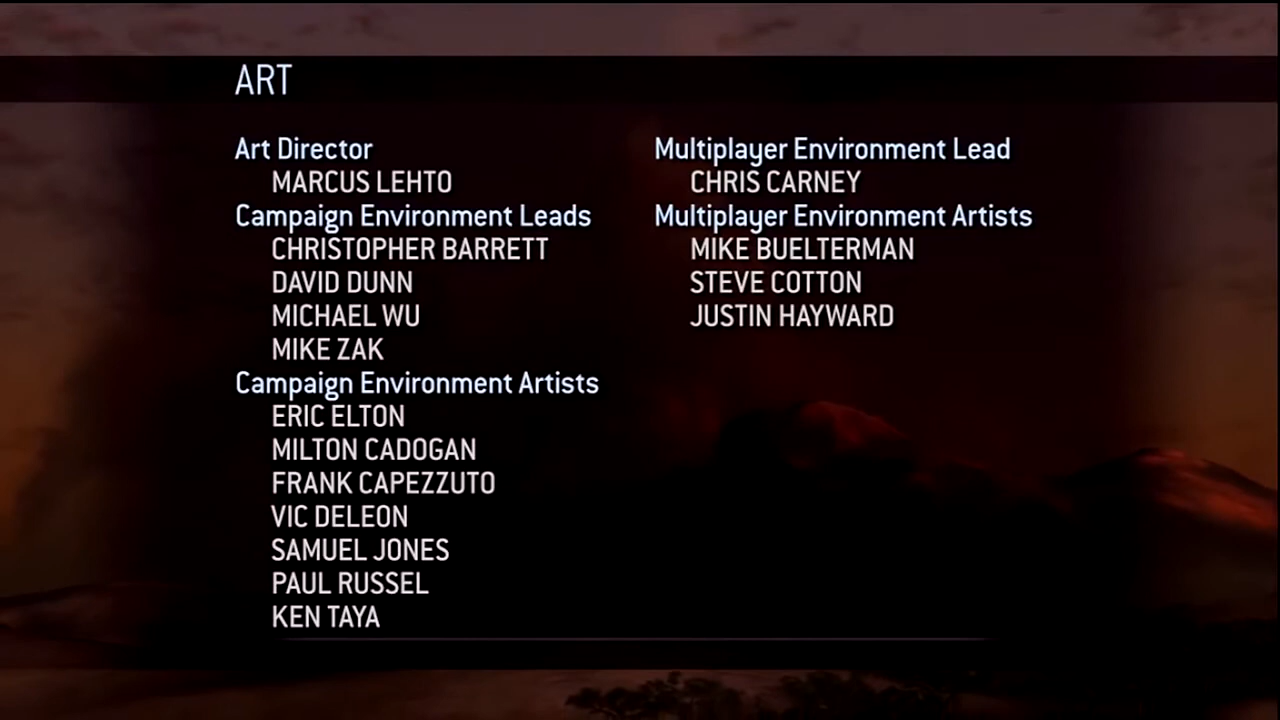 ART
Art Director
MARCUS LEHTO
Campaign Environment Leads
CHRISTOPHER BARRETT
DAVID DUNN
MICHAEL WU
MIKE ZAK
Campaign Environment Artists
ERIC ELTON
MILTON CADOGAN
FRANK CAPEZZUTO
VIC DELEON
SAMUEL JONES
PAUL RUSSEL
KEN TAYA
Multiplayer Environment Lead
CHRIS CARNEY
Multiplayer Environment Artists
MIKE BUELTERMAN
STEVE COTTON
JUSTIN HAYWARD